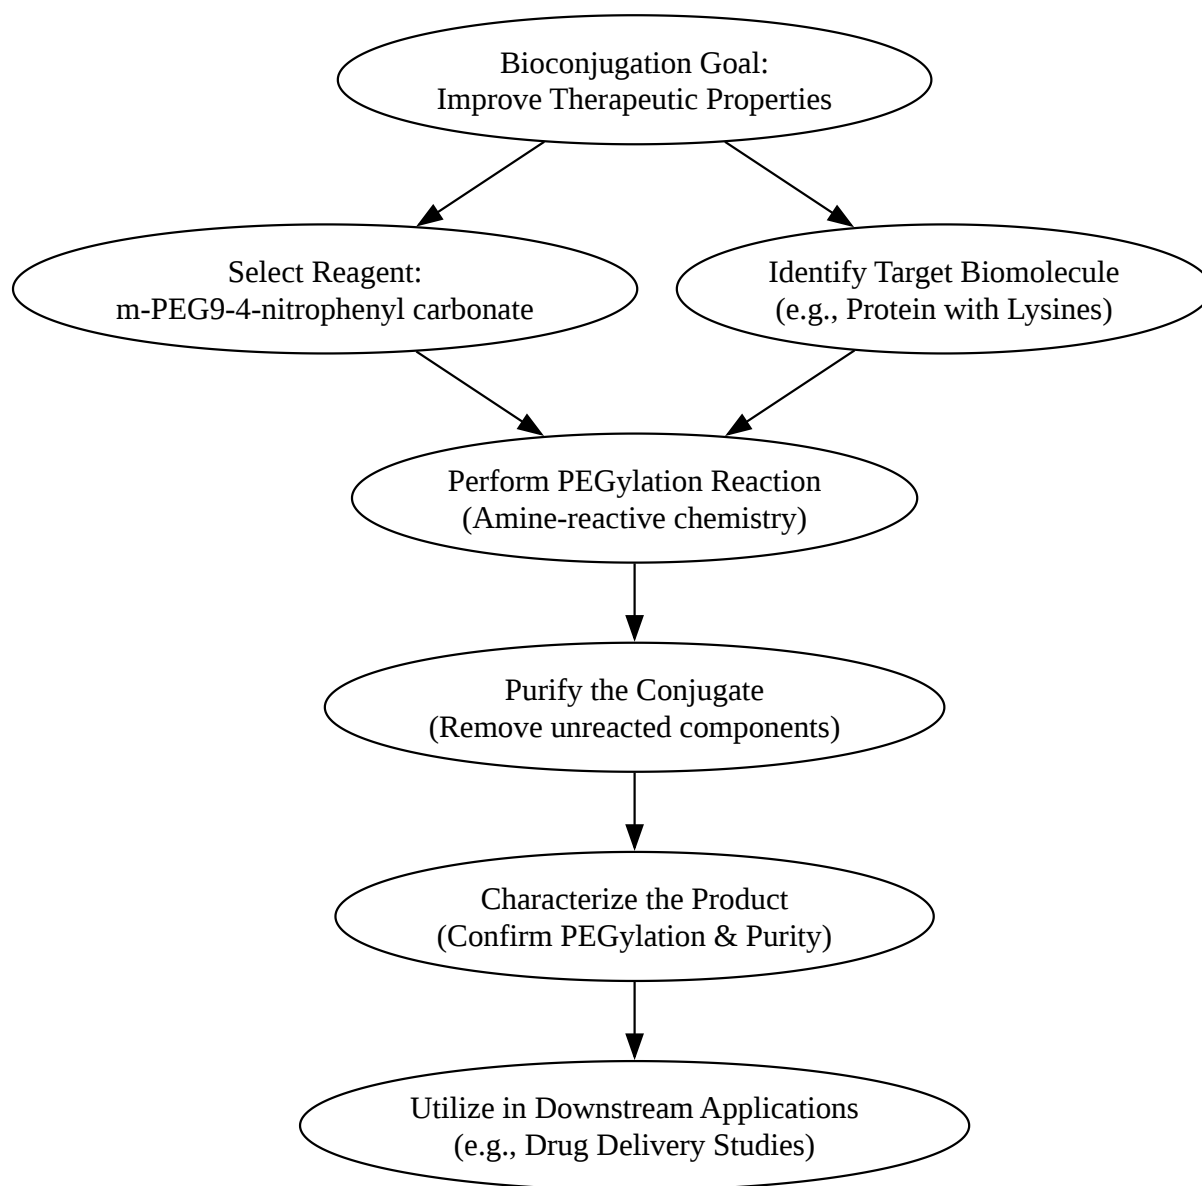 Bioconjugation Goal:
Improve Therapeutic Properties
Select Reagent:
m-PEG9-4-nitrophenyl carbonate
Identify Target Biomolecule
(e.g., Protein with Lysines)
Perform PEGylation Reaction
(Amine-reactive chemistry)
Purify the Conjugate
(Remove unreacted components)
Characterize the Product
(Confirm PEGylation & Purity)
Utilize in Downstream Applications
(e.g., Drug Delivery Studies)